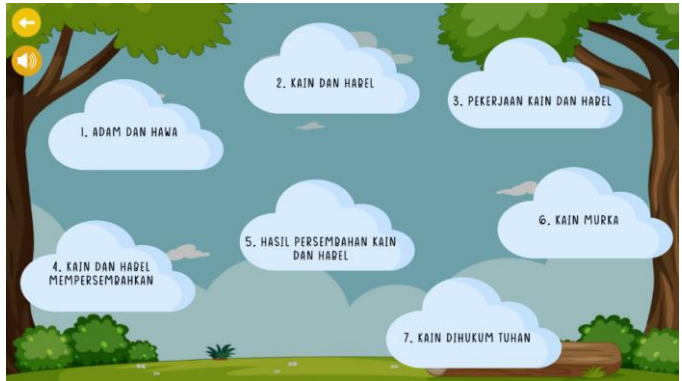 1. ADAM DAN HAWA
2. KAIN DAN HABEL
3. PEKERJAAN KAIN DAN HABEL
4. KAIN DAN HABEL
MEMPERSEMBAHKAN
5. HASIL PERSEMBAHAN KAIN
DAN HABEL
6. KAIN MURKA
7. KAIN DIHUKUM TUHAN